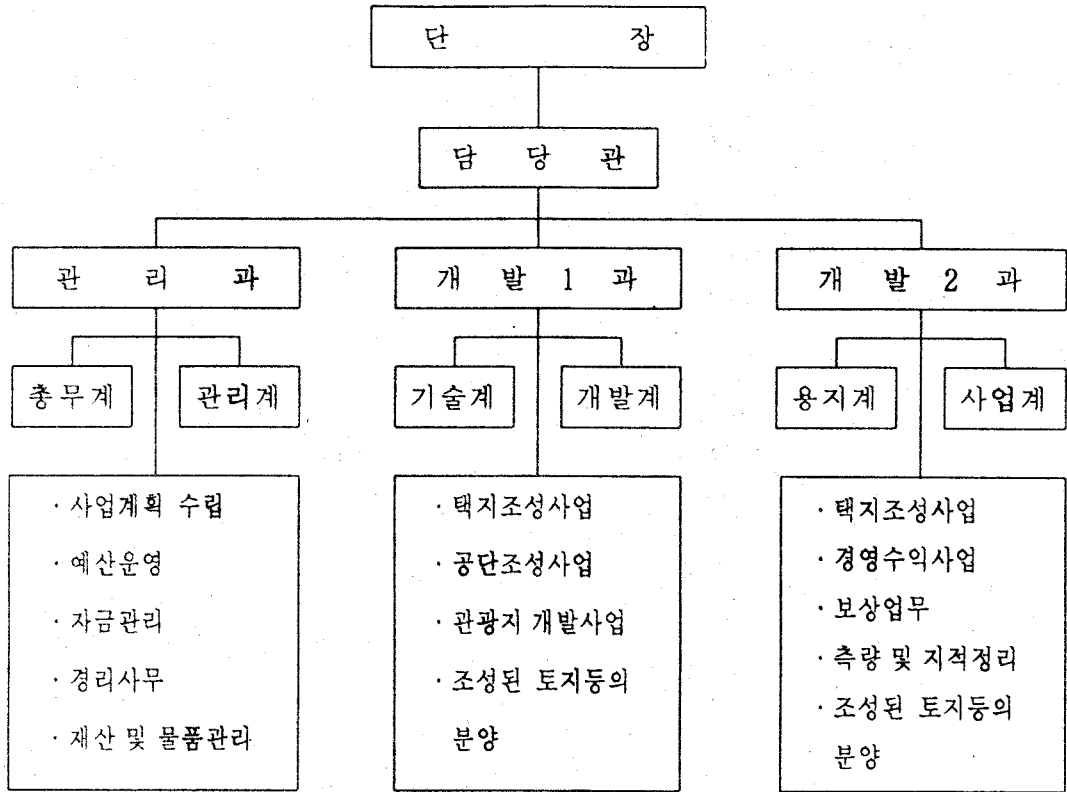 단 장
담 당 관
관 리 과
개 발 1 과
개 발 2 과
총무계
관리계
기술계
개발계
용지계
사업계
· 사업계획 수립
· 예산운영
· 자금관리
· 경리사무
· 재산 및 물품관리
· 택지조성사업
· 공단조성사업
· 관광지 개발사업
· 조성된 토지등의
분양
· 택지조성사업
· 경영수익사업
· 보상업무
· 측량 및 지적정리
· 조성된 토지등의
분양